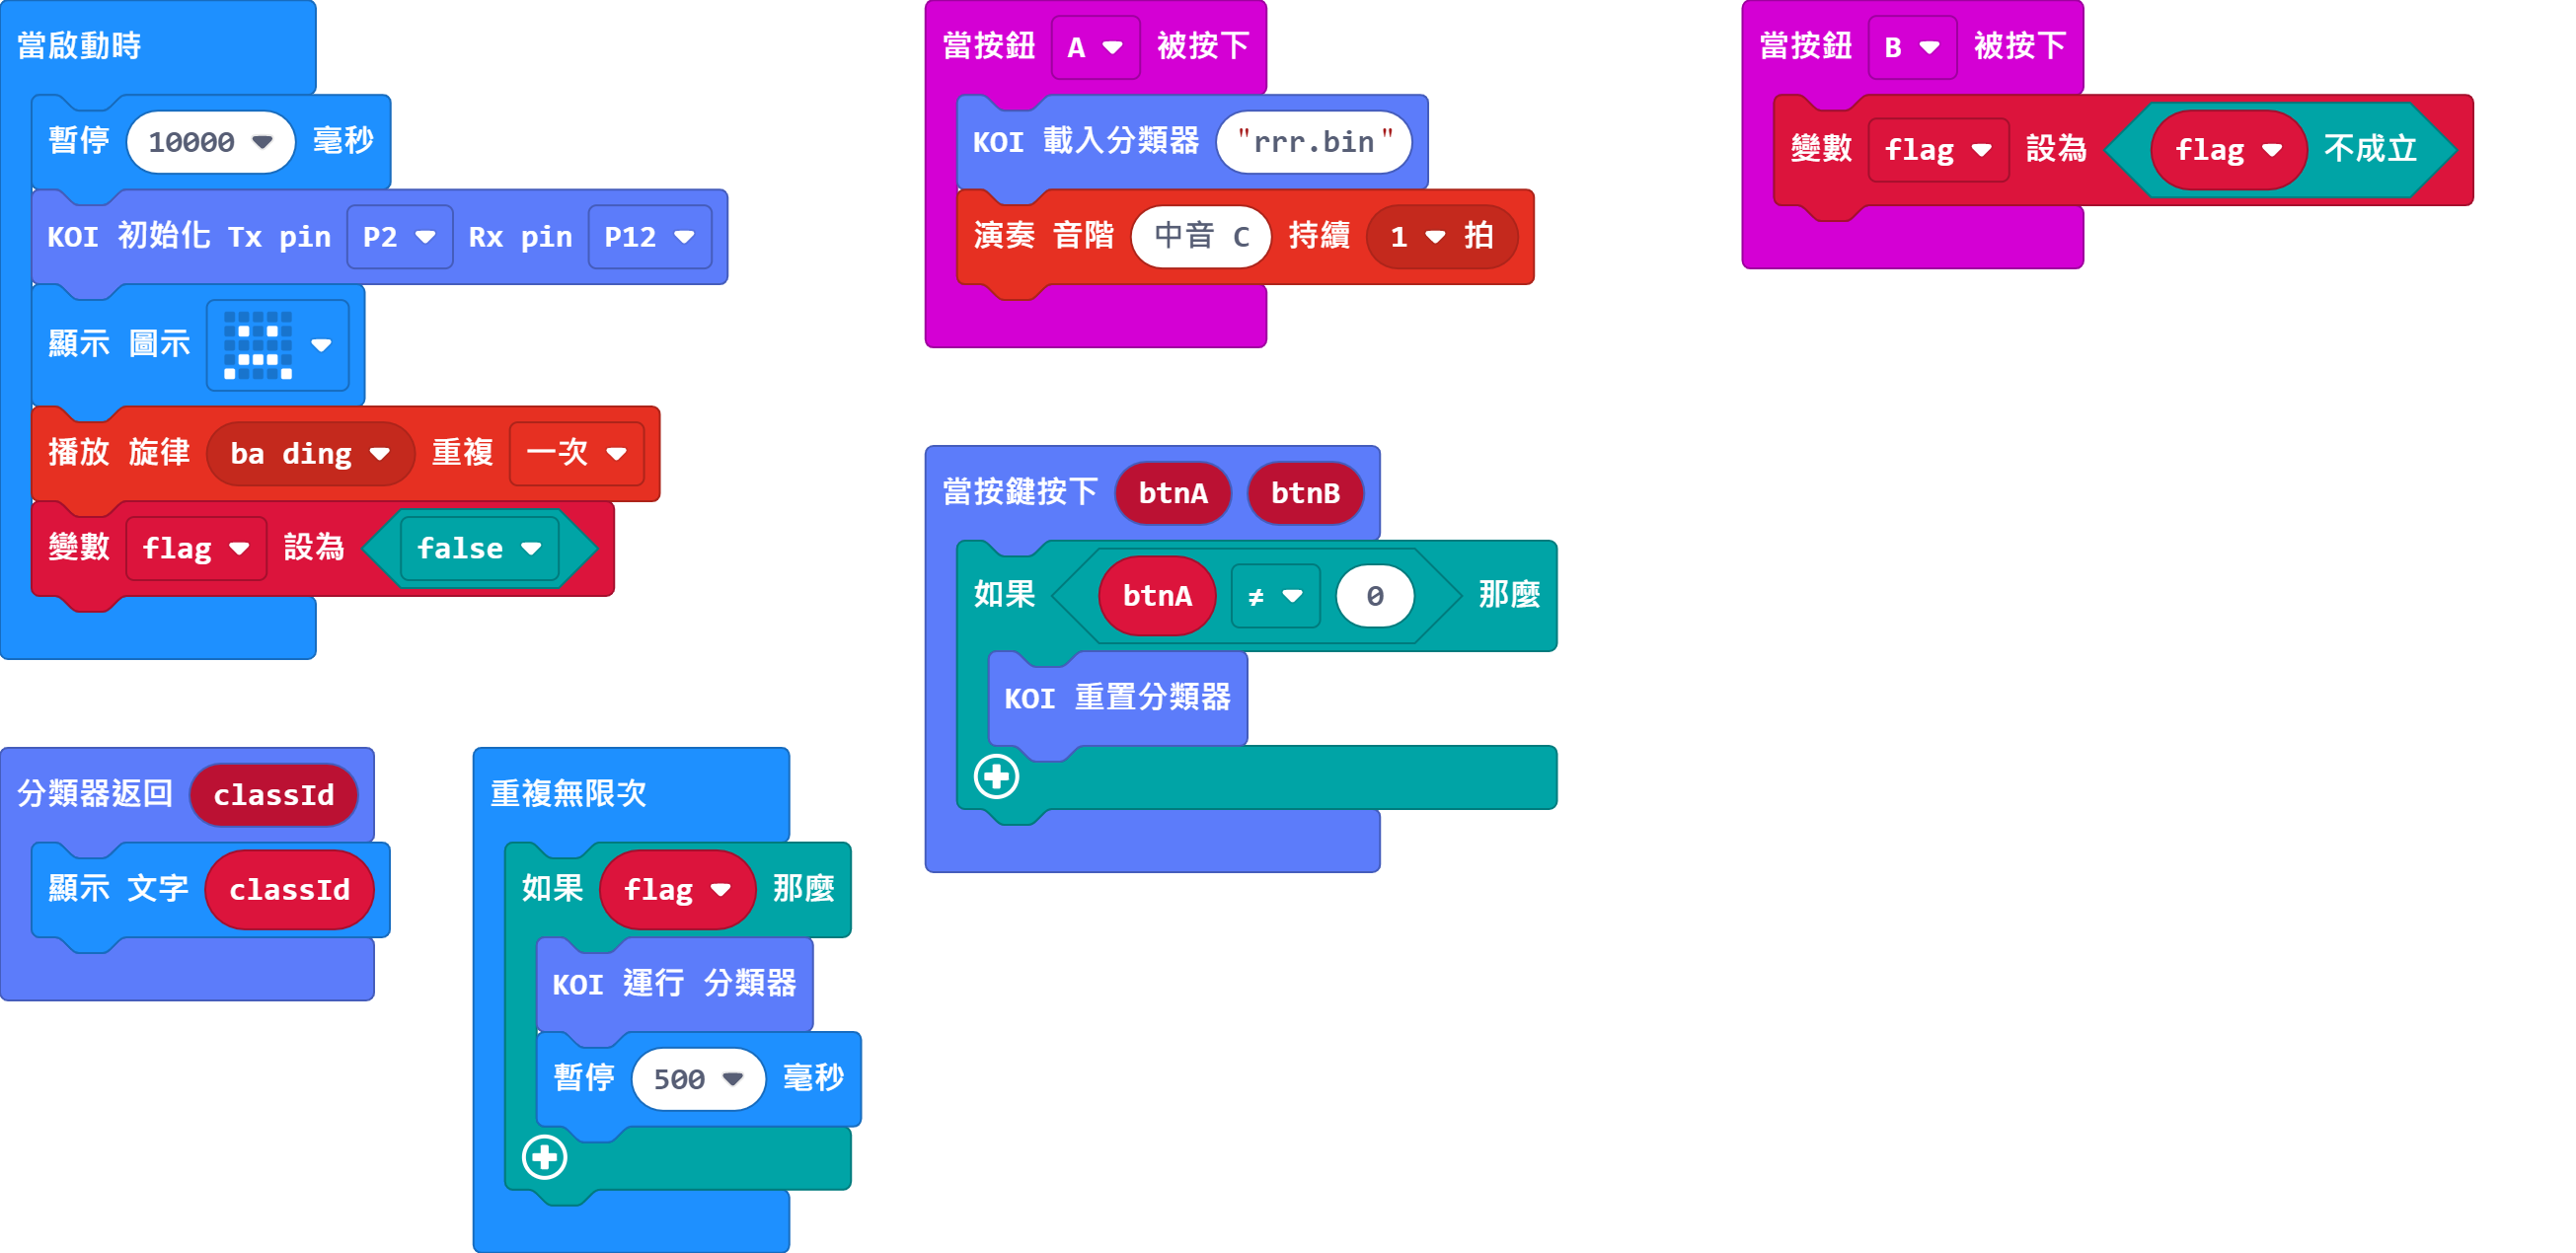 當啟動時
暫停 10000 毫秒
KOI 初始化 Tx pin P2 Rx pin P12
顯示 圖示
播放 旋律 ba ding 重複 一次
變數 flag 設為 false
當按鈕 A 被按下
KOI 載入分類器 "rrr.bin"
演奏 音階 中音 C 持續 1 拍
當按鈕 B 被按下
變數 flag 設為 flag 不成立
當按鍵按下 btnA btnB
如果 btnA ≠ 0 那麼
KOI 重置分類器
分類器返回 classId
顯示 文字 classId
重複無限次
如果 flag 那麼
KOI 運行 分類器
暫停 500 毫秒